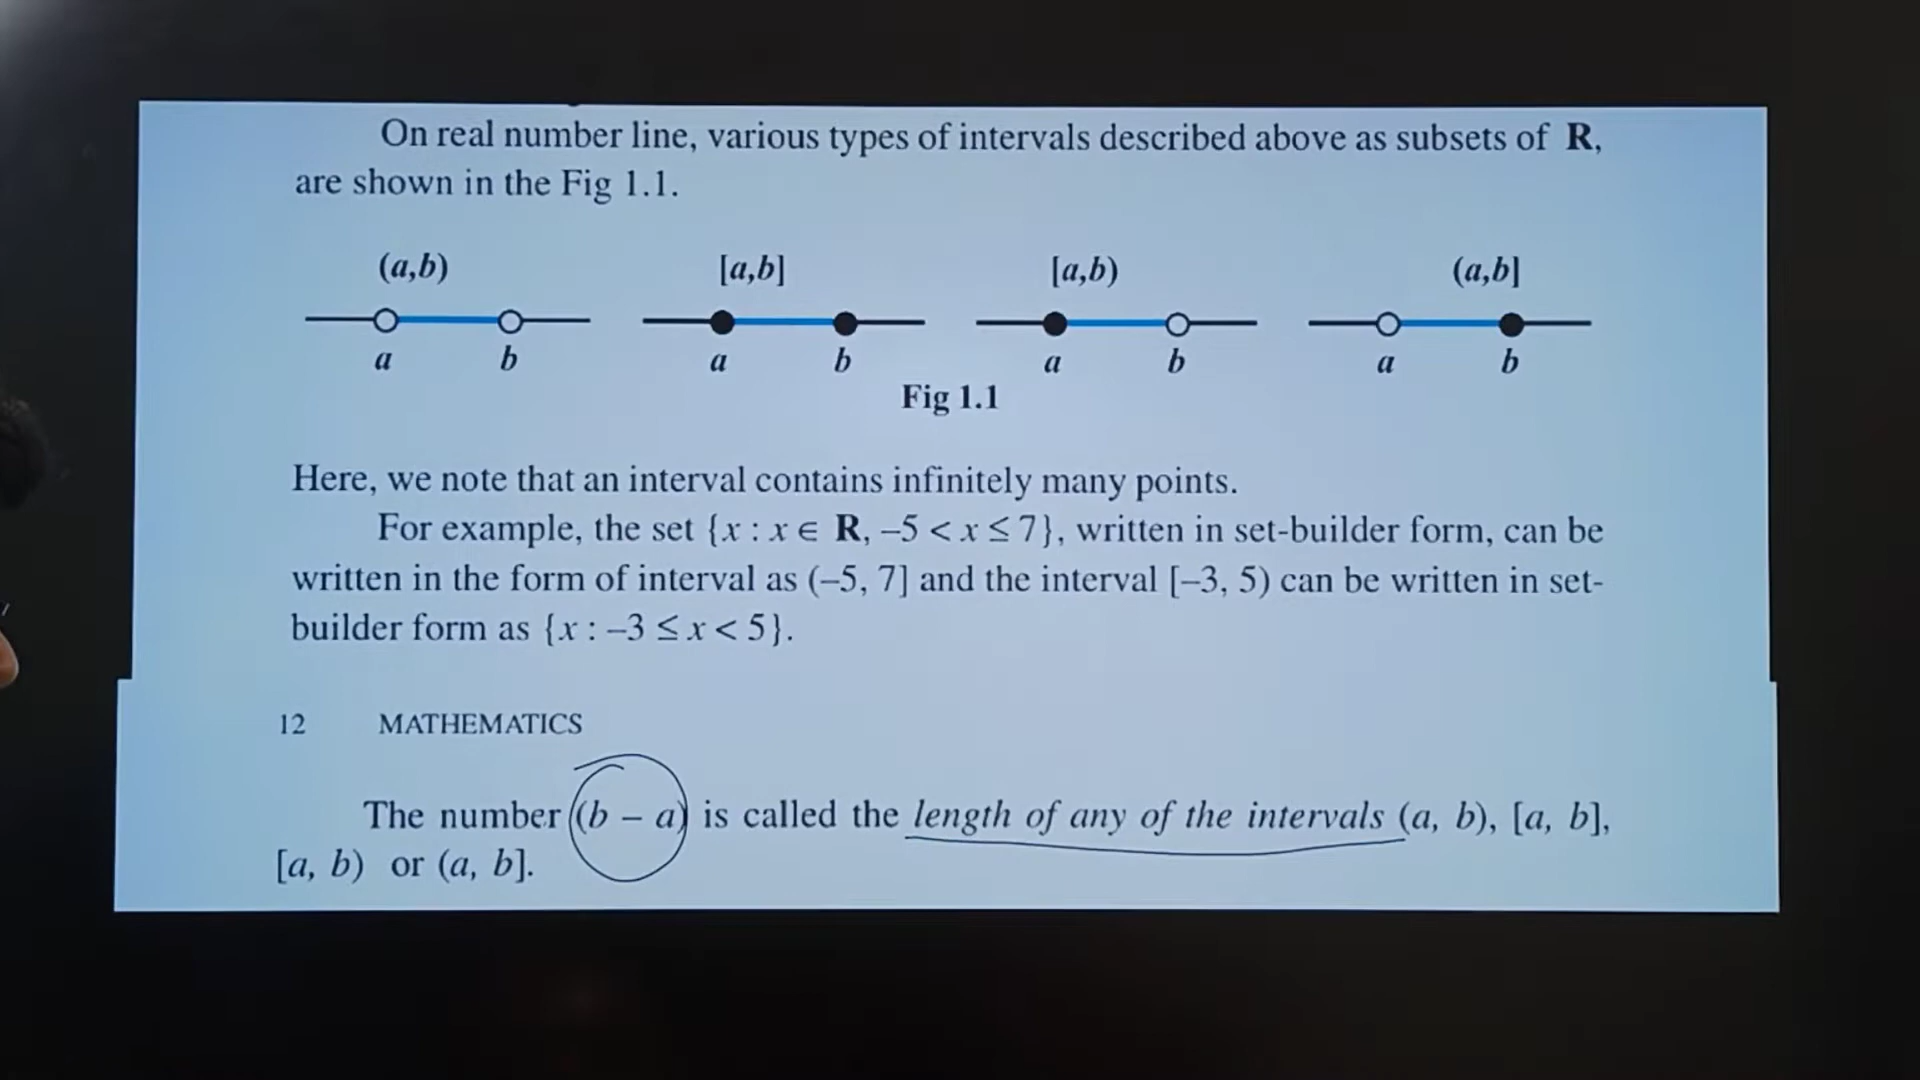 On real number line, various types of intervals described above as subsets of R,
are shown in the Fig 1.1.
(a,b) [a,b] [a,b) (a,b]
a b a b a b a b
Fig 1.1
Here, we note that an interval contains infinitely many points.
For example, the set {x : x ∈ R, –5 < x ≤ 7}, written in set-builder form, can be
written in the form of interval as (–5, 7] and the interval [–3, 5) can be written in set-
builder form as {x : –3 ≤ x < 5}.
12 MATHEMATICS
The number (b – a) is called the length of any of the intervals (a, b), [a, b],
[a, b) or (a, b].